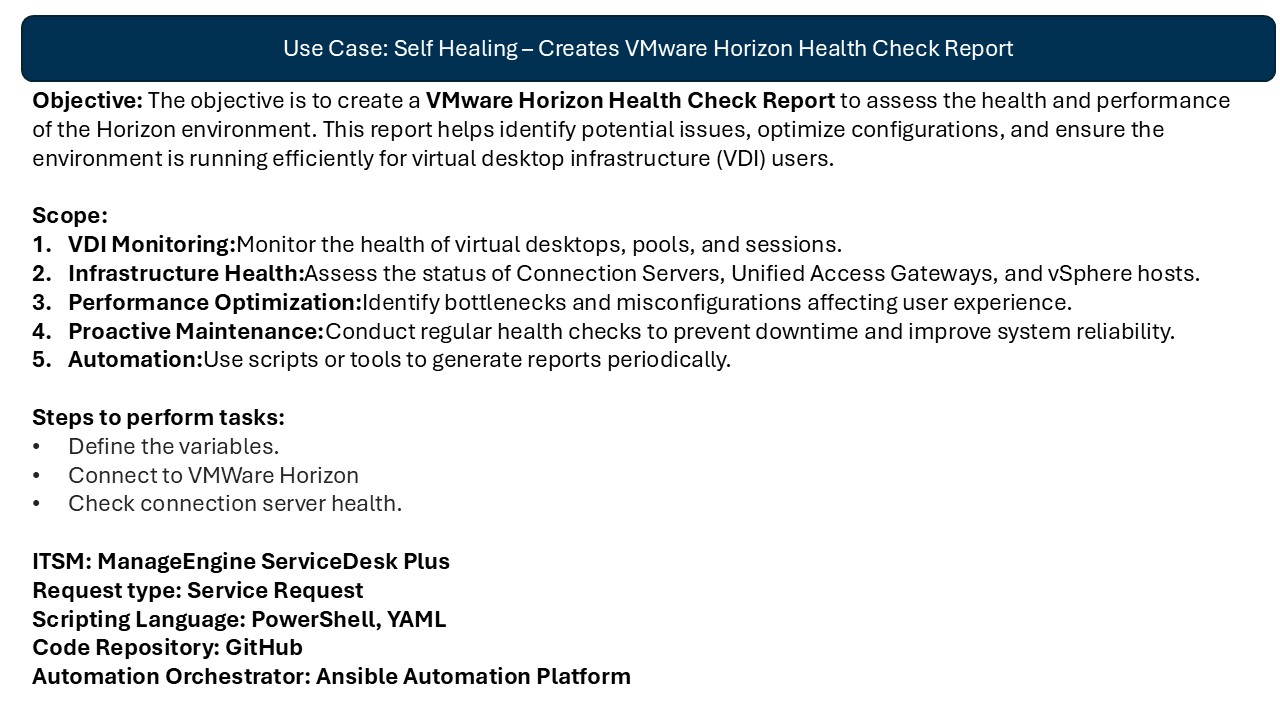 Use Case: Self Healing – Creates VMware Horizon Health Check Report
Objective: The objective is to create a VMware Horizon Health Check Report to assess the health and performance
of the Horizon environment. This report helps identify potential issues, optimize configurations, and ensure the
environment is running efficiently for virtual desktop infrastructure (VDI) users.
Scope:
1. VDI Monitoring:Monitor the health of virtual desktops, pools, and sessions.
2. Infrastructure Health:Assess the status of Connection Servers, Unified Access Gateways, and vSphere hosts.
3. Performance Optimization:Identify bottlenecks and misconfigurations affecting user experience.
4. Proactive Maintenance:Conduct regular health checks to prevent downtime and improve system reliability.
5. Automation:Use scripts or tools to generate reports periodically.
Steps to perform tasks:
• Define the variables.
• Connect to VMWare Horizon
• Check connection server health.
ITSM: ManageEngine ServiceDesk Plus
Request type: Service Request
Scripting Language: PowerShell, YAML
Code Repository: GitHub
Automation Orchestrator: Ansible Automation Platform